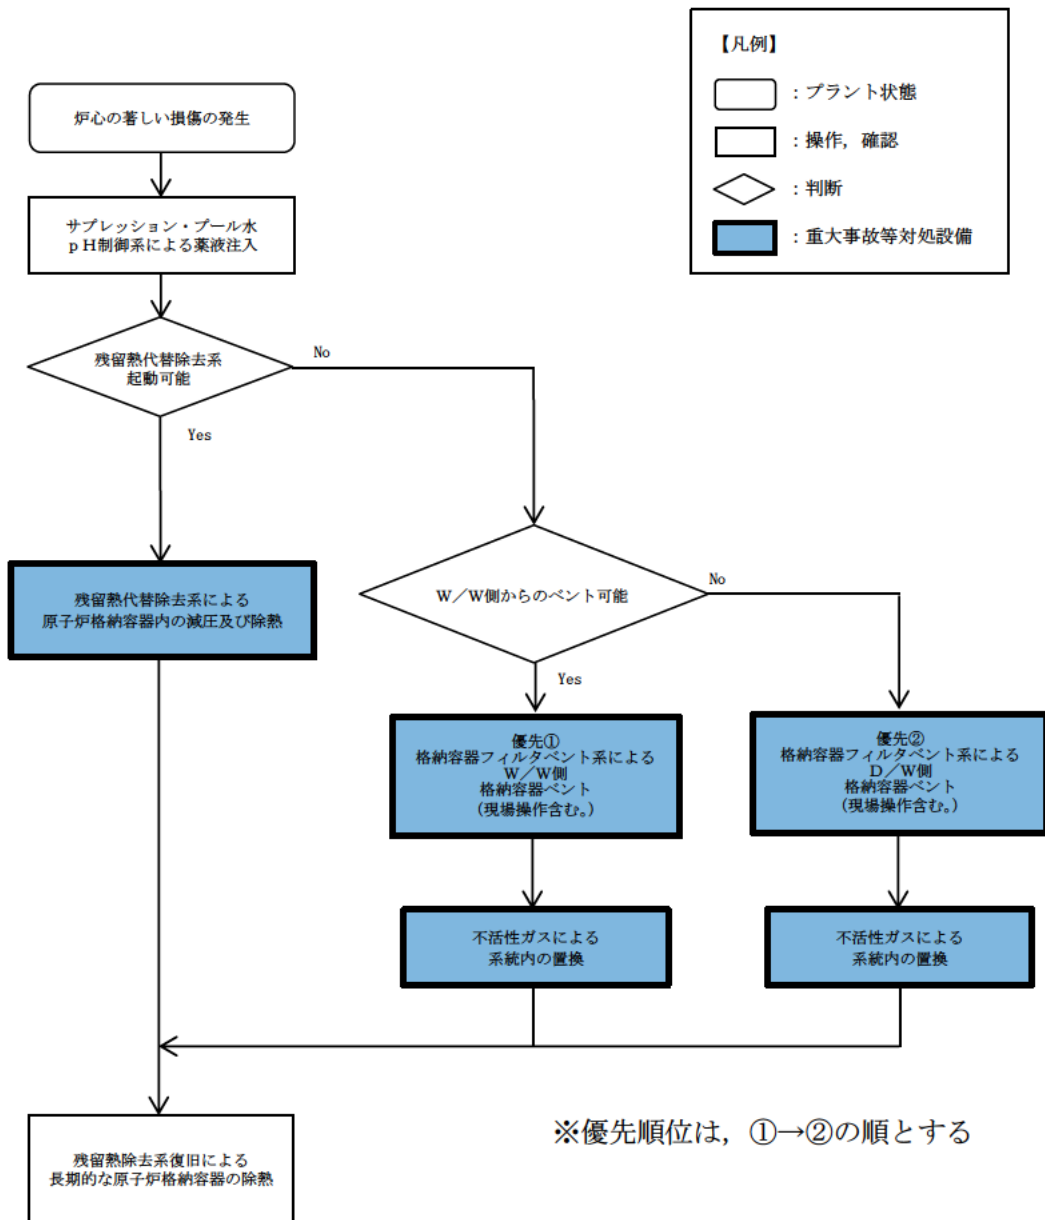 【凡例】
：プラント状態
：操作，確認
：判断
：重大事故等対処設備
炉心の著しい損傷の発生
サプレッション・プール水
ｐＨ制御系による薬液注入
残留熱代替除去系
起動可能
No
Yes
残留熱代替除去系による
原子炉格納容器内の減圧及び除熱
Ｗ／Ｗ側からのベント可能
No
Yes
優先①
格納容器フィルタベント系による
Ｗ／Ｗ側
格納容器ベント
（現場操作含む。）
優先②
格納容器フィルタベント系による
Ｄ／Ｗ側
格納容器ベント
（現場操作含む。）
不活性ガスによる
系統内の置換
不活性ガスによる
系統内の置換
残留熱除去系復旧による
長期的な原子炉格納容器の除熱
※優先順位は，①→②の順とする